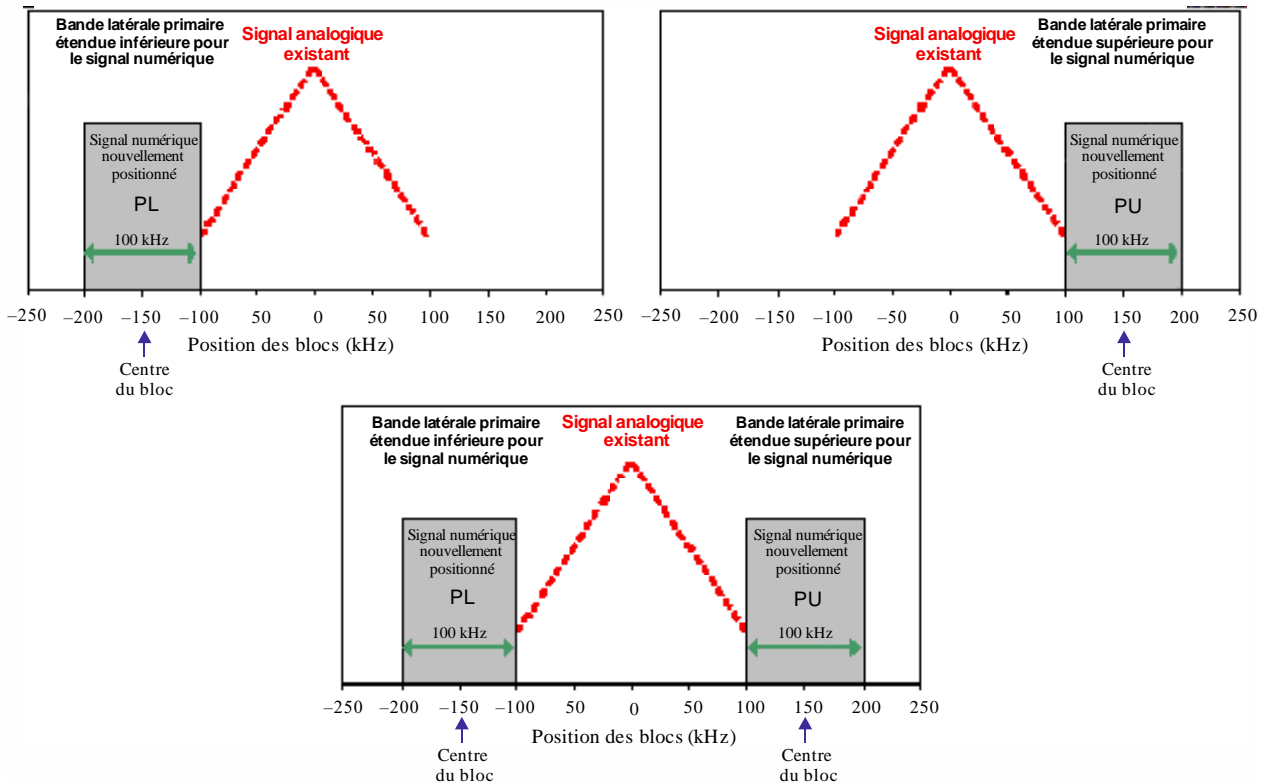 Bande latérale primaire
étendue inférieure pour
le signal numérique
Signal analogique
existant
Signal numérique
nouvellement
positionné
PL
100 kHz
−250 −200 −150 −100 50 0 50 100 150 200 250
Position des blocs (kHz)
Centre
du bloc
Signal analogique
existant
Bande latérale primaire
étendue supérieure pour
le signal numérique
Signal numérique
nouvellement
positionné
PU
100 kHz
−250 −200 −150 −100 50 0 50 100 150 200 250
Position des blocs (kHz)
Centre
du bloc
Bande latérale primaire
étendue inférieure pour
le signal numérique
Signal analogique
existant
Bande latérale primaire
étendue supérieure pour
le signal numérique
Signal numérique
nouvellement
positionné
PL
100 kHz
Signal numérique
nouvellement
positionné
PU
100 kHz
−250 −200 −150 −100 50 0 50 100 150 200 250
Position des blocs (kHz)
Centre
du bloc
Centre
du bloc